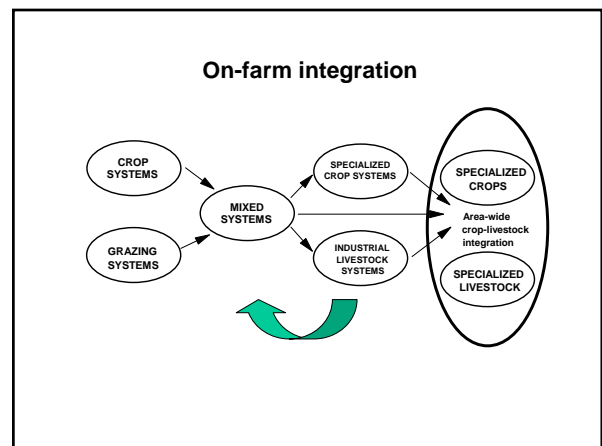 On-farm integration
CROP
SYSTEMS
GRAZING
SYSTEMS
MIXED
SYSTEMS
SPECIALIZED
CROP SYSTEMS
INDUSTRIAL
LIVESTOCK
SYSTEMS
SPECIALIZED
CROPS
Area-wide
crop-livestock
integration
SPECIALIZED
LIVESTOCK